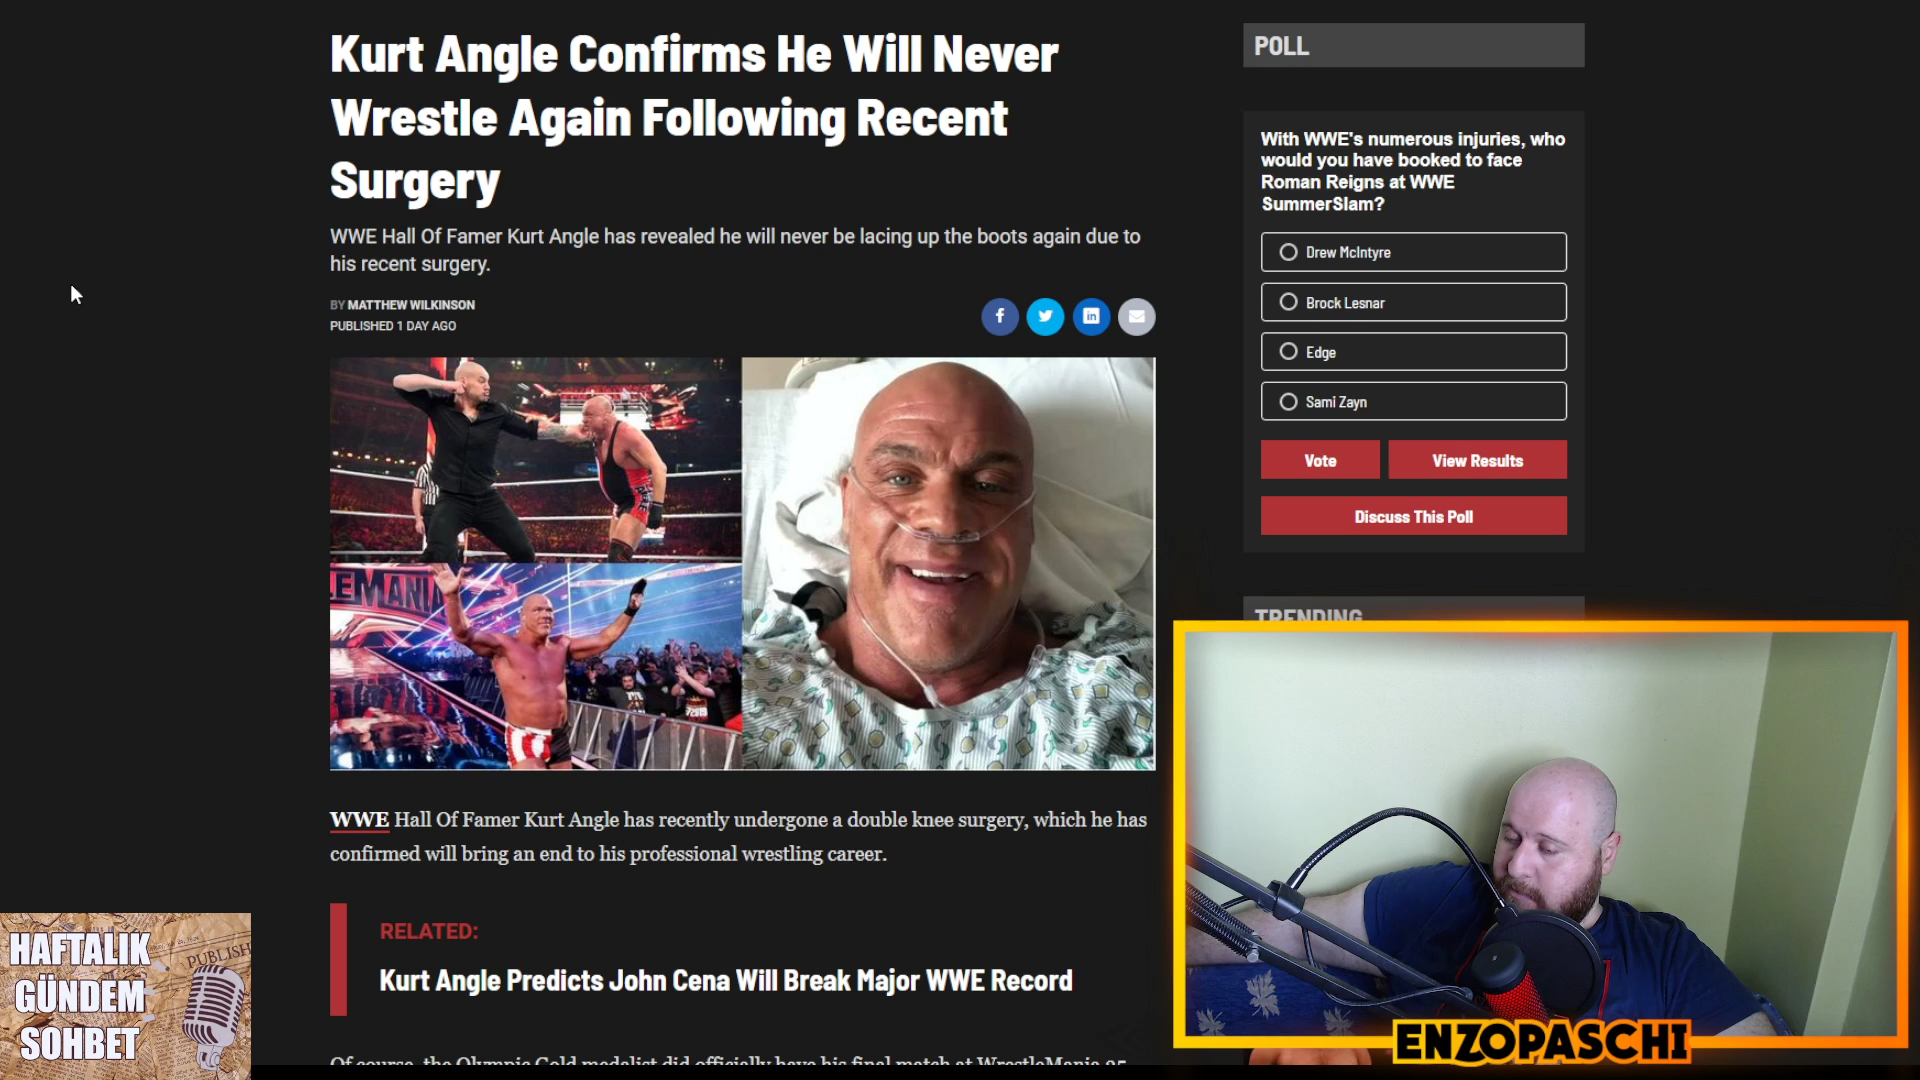 Kurt Angle Confirms He Will Never
Wrestle Again Following Recent
Surgery
WWE Hall Of Famer Kurt Angle has revealed he will never be lacing up the boots again due to
his recent surgery.
BY MATTHEW WILKINSON
PUBLISHED 1 DAY AGO
LEMANIA
WWE Hall Of Famer Kurt Angle has recently undergone a double knee surgery, which he has
confirmed will bring an end to his professional wrestling career.
RELATED:
Kurt Angle Predicts John Cena Will Break Major WWE Record
Of course, the Olympic Gold medalist did officially have his final match at WrestleMania 35
POLL
With WWE's numerous injuries, who
would you have booked to face
Roman Reigns at WWE
SummerSlam?
Drew McIntyre
Brock Lesnar
Edge
Sami Zayn
Vote
View Results
Discuss This Poll
TRENDING
HAFTALIK
GÜNDEM
SOHBET
PUBLISH
ENZOPASCHI